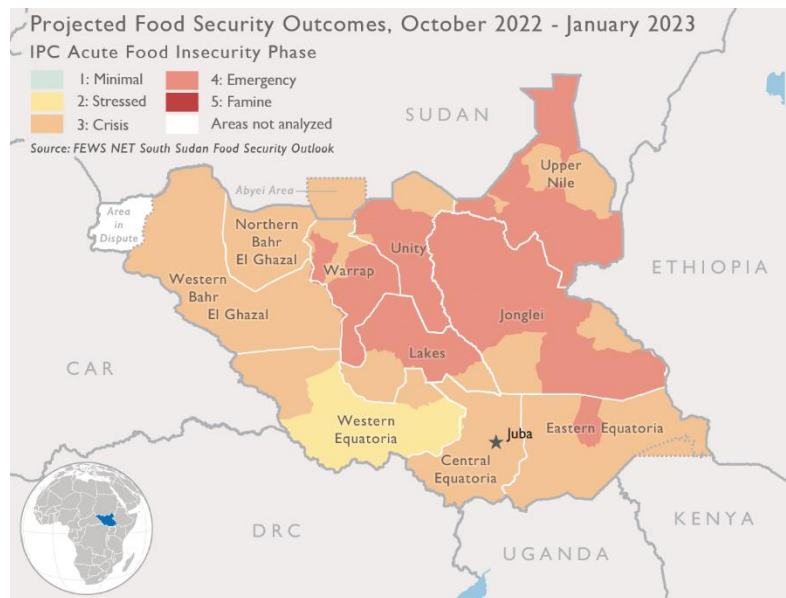 Projected Food Security Outcomes, October 2022 - January 2023
IPC Acute Food Insecurity Phase
1: Minimal
2: Stressed
3: Crisis
4: Emergency
5: Famine
Areas not analyzed
Source: FEWS NET South Sudan Food Security Outlook
SUDAN
Upper
Nile
Abyei Area
Area
in
Dispute
Northern
Bahr
El Ghazal
Unity
Warrap
ETHIOPIA
Western
Bahr
El Ghazal
Jonglei
Lakes
CAR
Western
Equatoria
Juba
Eastern Equatoria
Central
Equatoria
DRC
KENYA
UGANDA